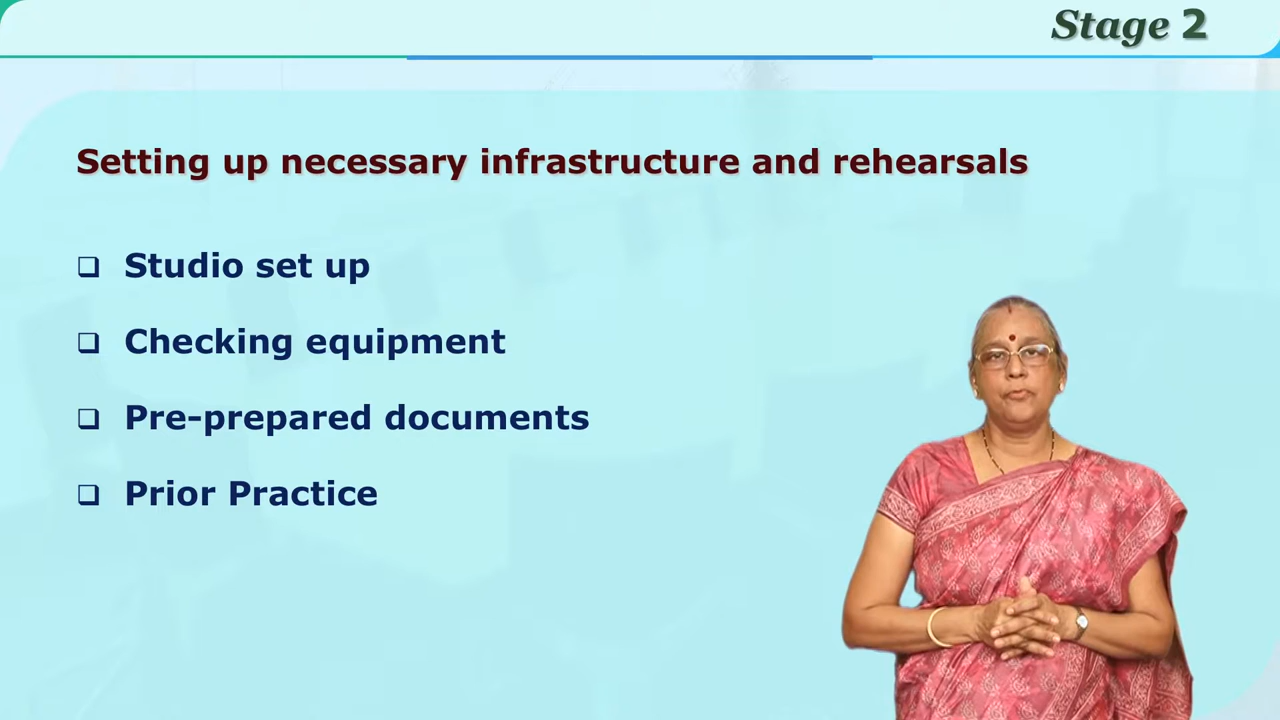 Stage 2
Setting up necessary infrastructure and rehearsals
❑ Studio set up
❑ Checking equipment
❑ Pre-prepared documents
❑ Prior Practice